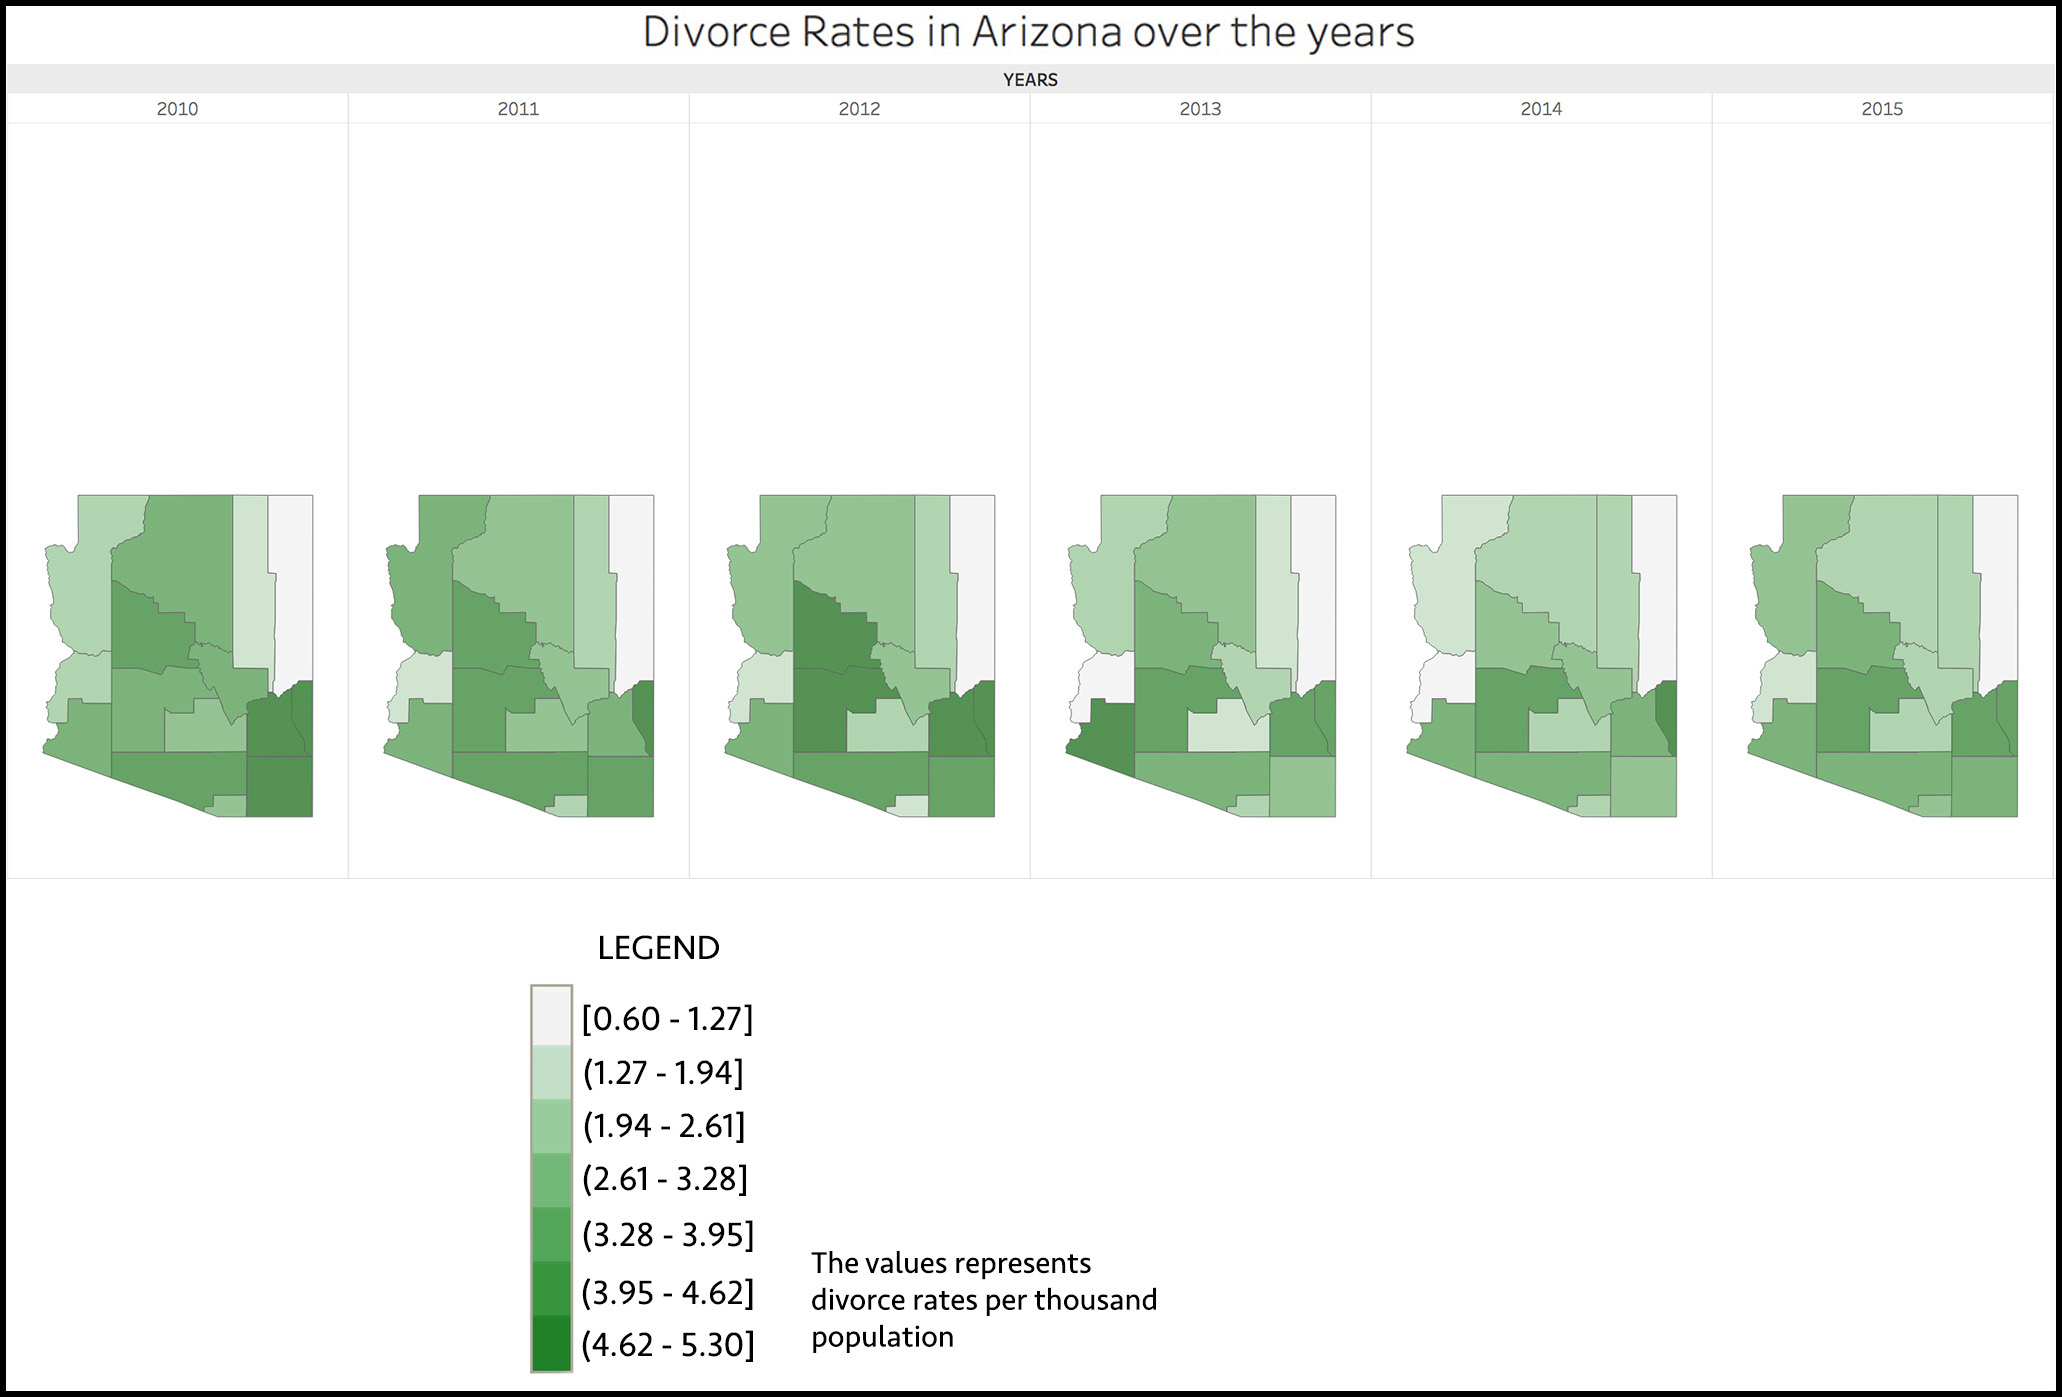 Divorce Rates in Arizona over the years
YEARS
2010 2011 2012 2013 2014 2015
LEGEND
[0.60 - 1.27]
(1.27 - 1.94]
(1.94 - 2.61]
(2.61 - 3.28]
(3.28 - 3.95]
(3.95 - 4.62]
(4.62 - 5.30]
The values represents
divorce rates per thousand
population